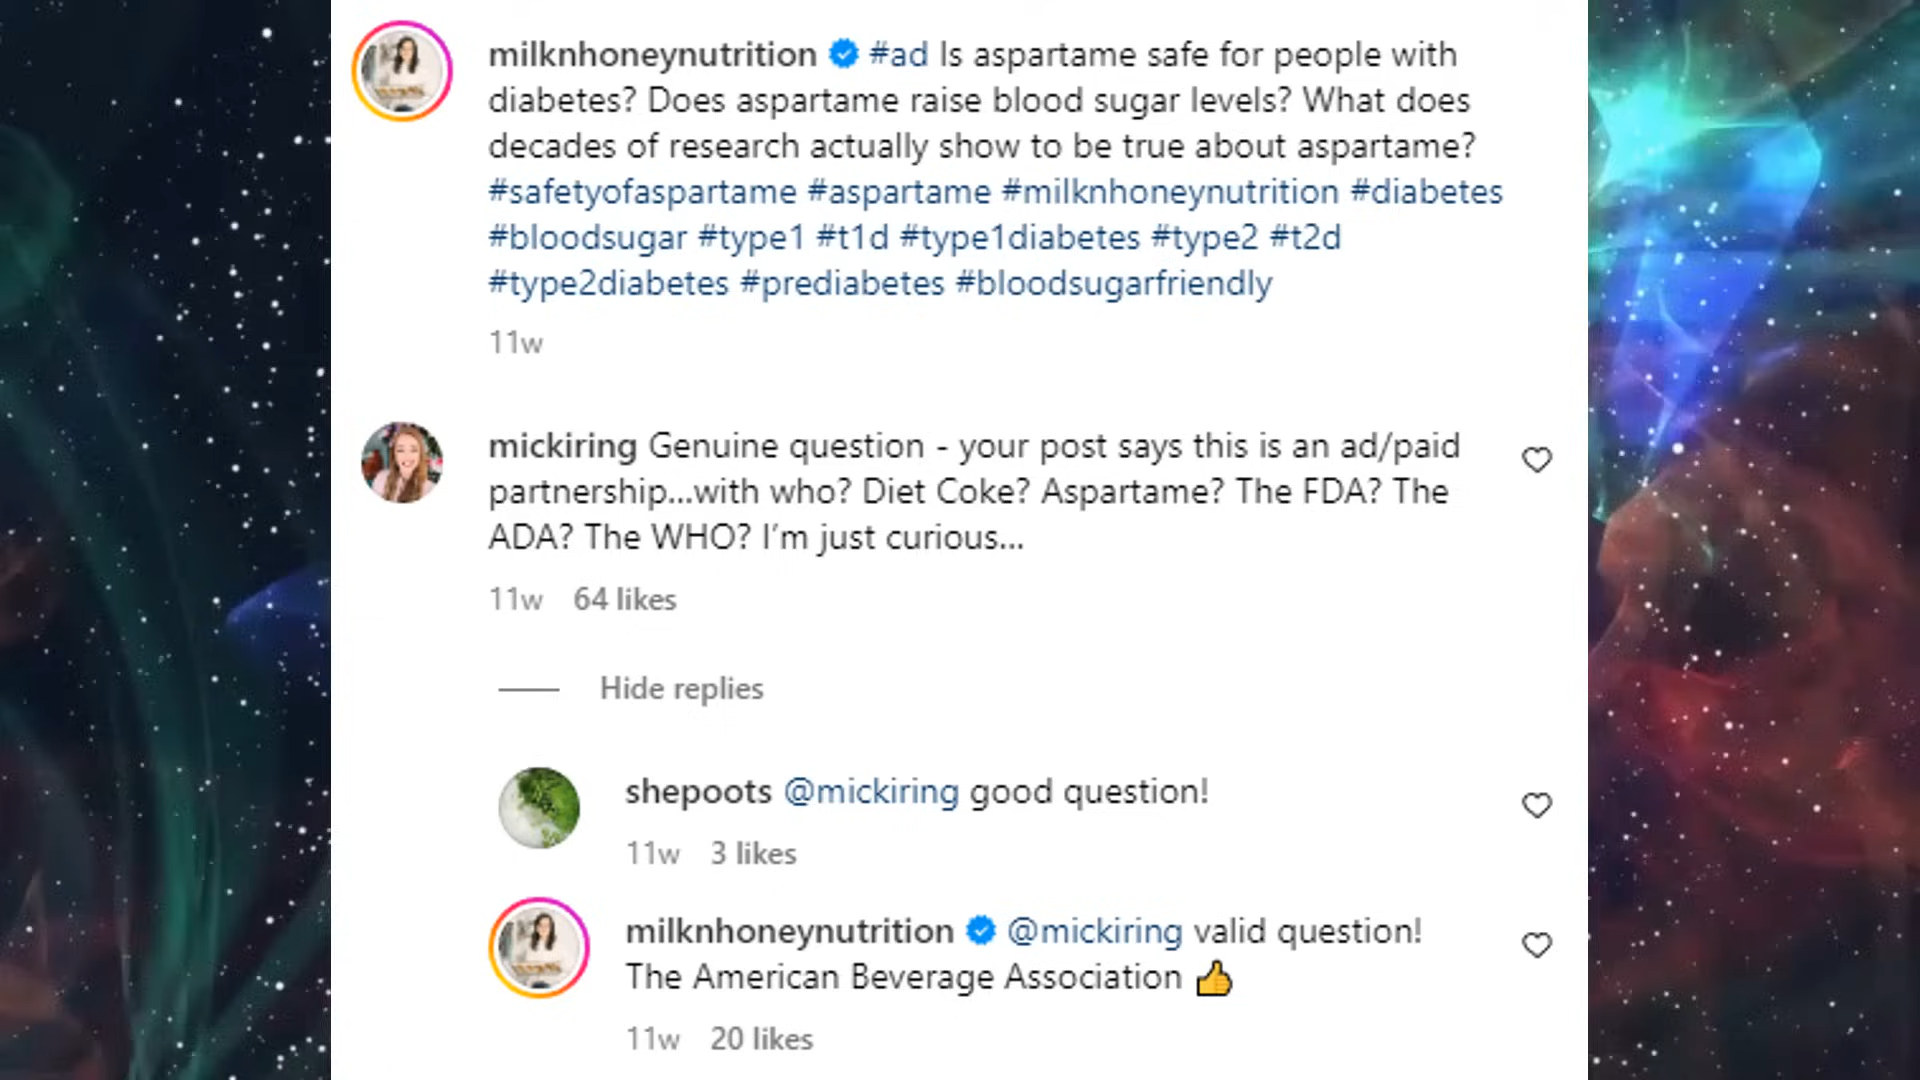 milknhoneynutrition #ad Is aspartame safe for people with
diabetes? Does aspartame raise blood sugar levels? What does
decades of research actually show to be true about aspartame?
#safetyofaspartame #aspartame #milknhoneynutrition #diabetes
#bloodsugar #type1 #t1d #type1diabetes #type2 #t2d
#type2diabetes #prediabetes #bloodsugarfriendly
11w
mickiring Genuine question - your post says this is an ad/paid
partnership...with who? Diet Coke? Aspartame? The FDA? The
ADA? The WHO? I'm just curious...
11w 64 likes
Hide replies
shepoots @mickiring good question!
11w 3 likes
milknhoneynutrition @mickiring valid question!
The American Beverage Association 👍
11w 20 likes